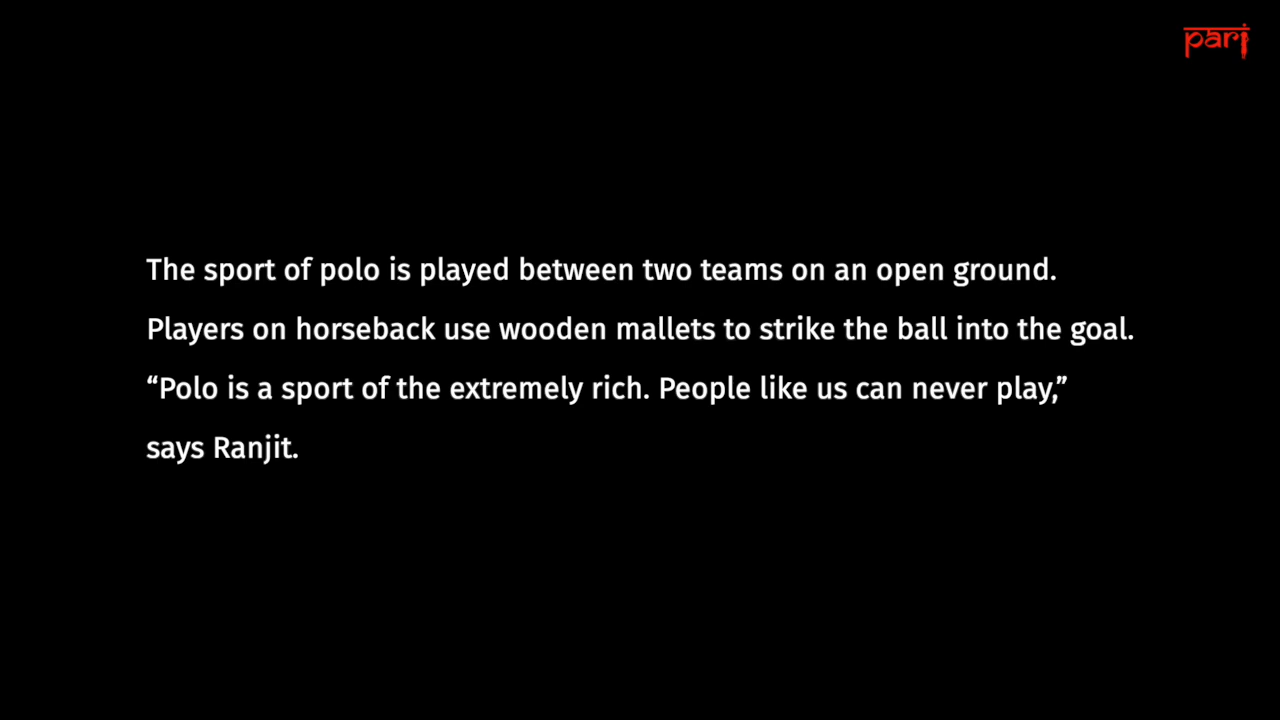 pari
The sport of polo is played between two teams on an open ground.
Players on horseback use wooden mallets to strike the ball into the goal.
“Polo is a sport of the extremely rich. People like us can never play,”
says Ranjit.